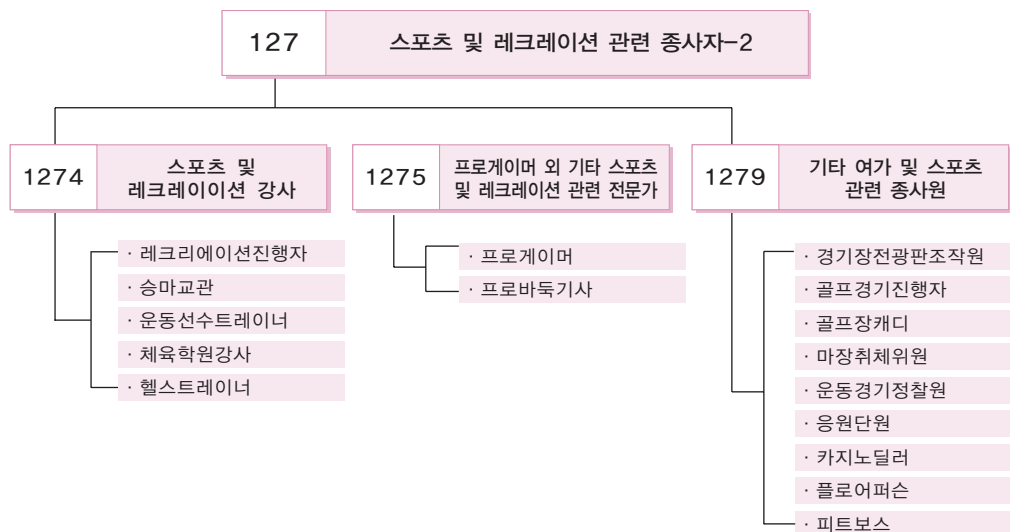 127 스포츠 및 레크레이션 관련 종사자-2
1274 스포츠 및
레크레이이션 강사
· 레크리에이션진행자
· 승마교관
· 운동선수트레이너
· 체육학원강사
· 헬스트레이너
1275 프로게이머 외 기타 스포츠
및 레크레이션 관련 전문가
· 프로게이머
· 프로바둑기사
1279 기타 여가 및 스포츠
관련 종사원
· 경기장전광판조작원
· 골프경기진행자
· 골프장캐디
· 마장취체위원
· 운동경기정찰원
· 응원단원
· 카지노딜러
· 플로어퍼슨
· 피트보스